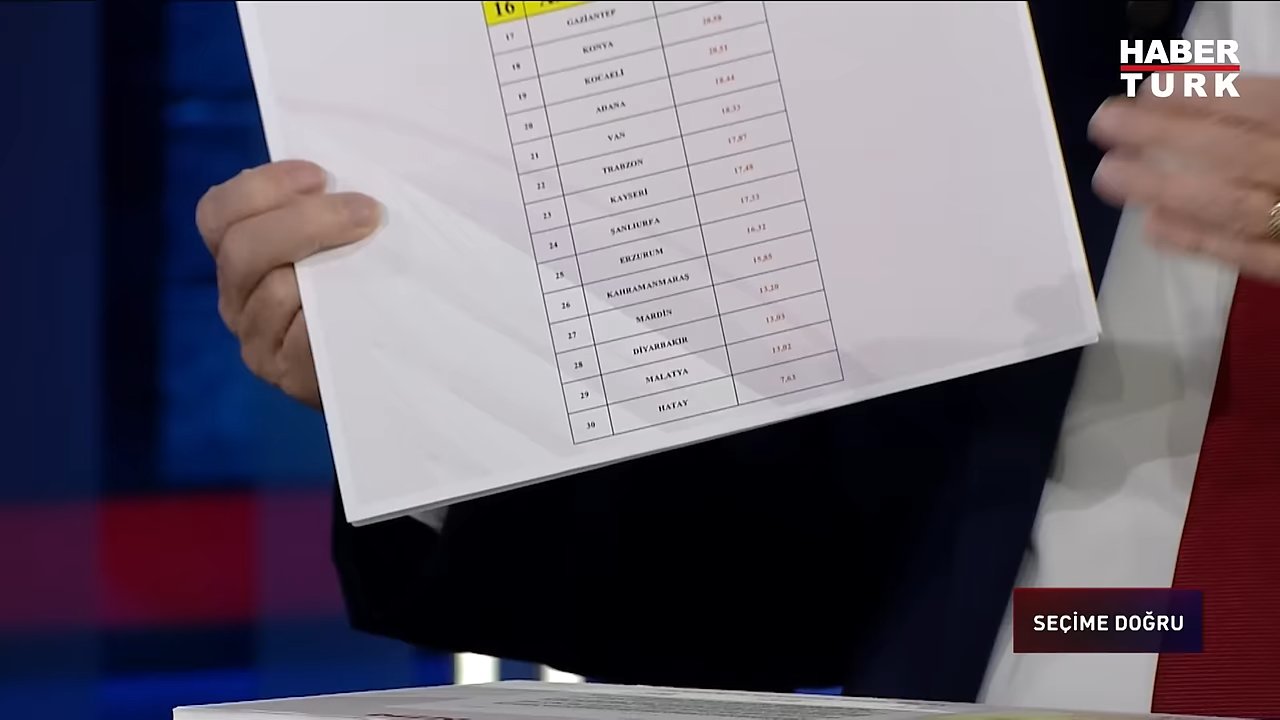 HABER
TURK
16
17 GAZİANTEP 20,58
18 KONYA 20,51
19 KOCAELİ 18,44
20 ADANA 18,33
21 VAN 17,87
22 TRABZON 17,48
23 KAYSERİ 17,33
24 ŞANLIURFA 16,32
25 ERZURUM 15,85
26 KAHRAMANMARAŞ 13,20
27 MARDİN 13,03
28 DİYARBAKIR 13,02
29 MALATYA 7,63
30 HATAY
SEÇİME DOĞRU